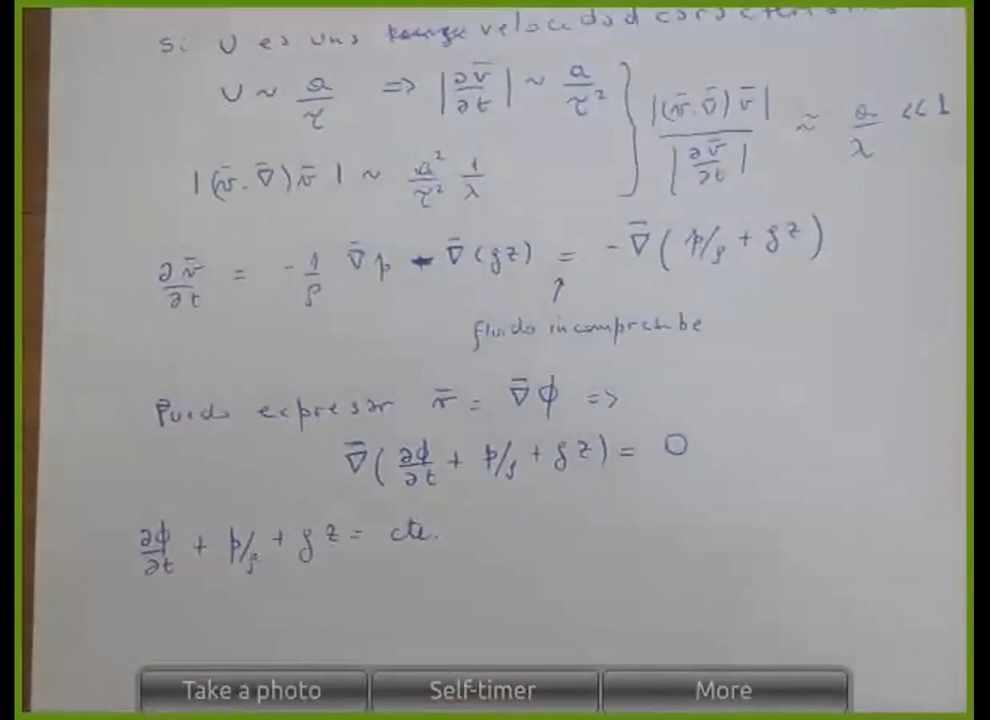 Si U es una velocidad
U ~ a/τ => |∂v̄/∂t| ~ a/τ² } |(v̄.∇̄)v̄| / |∂v̄/∂t| ≈ a/λ << 1
|(v̄.∇̄)v̄| ~ a²/τ² 1/λ
∂v̄/∂t = -1/ρ ∇̄p - ∇̄(gz) = -∇̄(p/ρ + gz)
↑
fluido incompresibe
Puedo expresar v̄ = ∇̄ϕ =>
∇̄(∂ϕ/∂t + p/ρ + gz) = 0
∂ϕ/∂t + p/ρ + gz = cte.
Take a photo Self-timer More